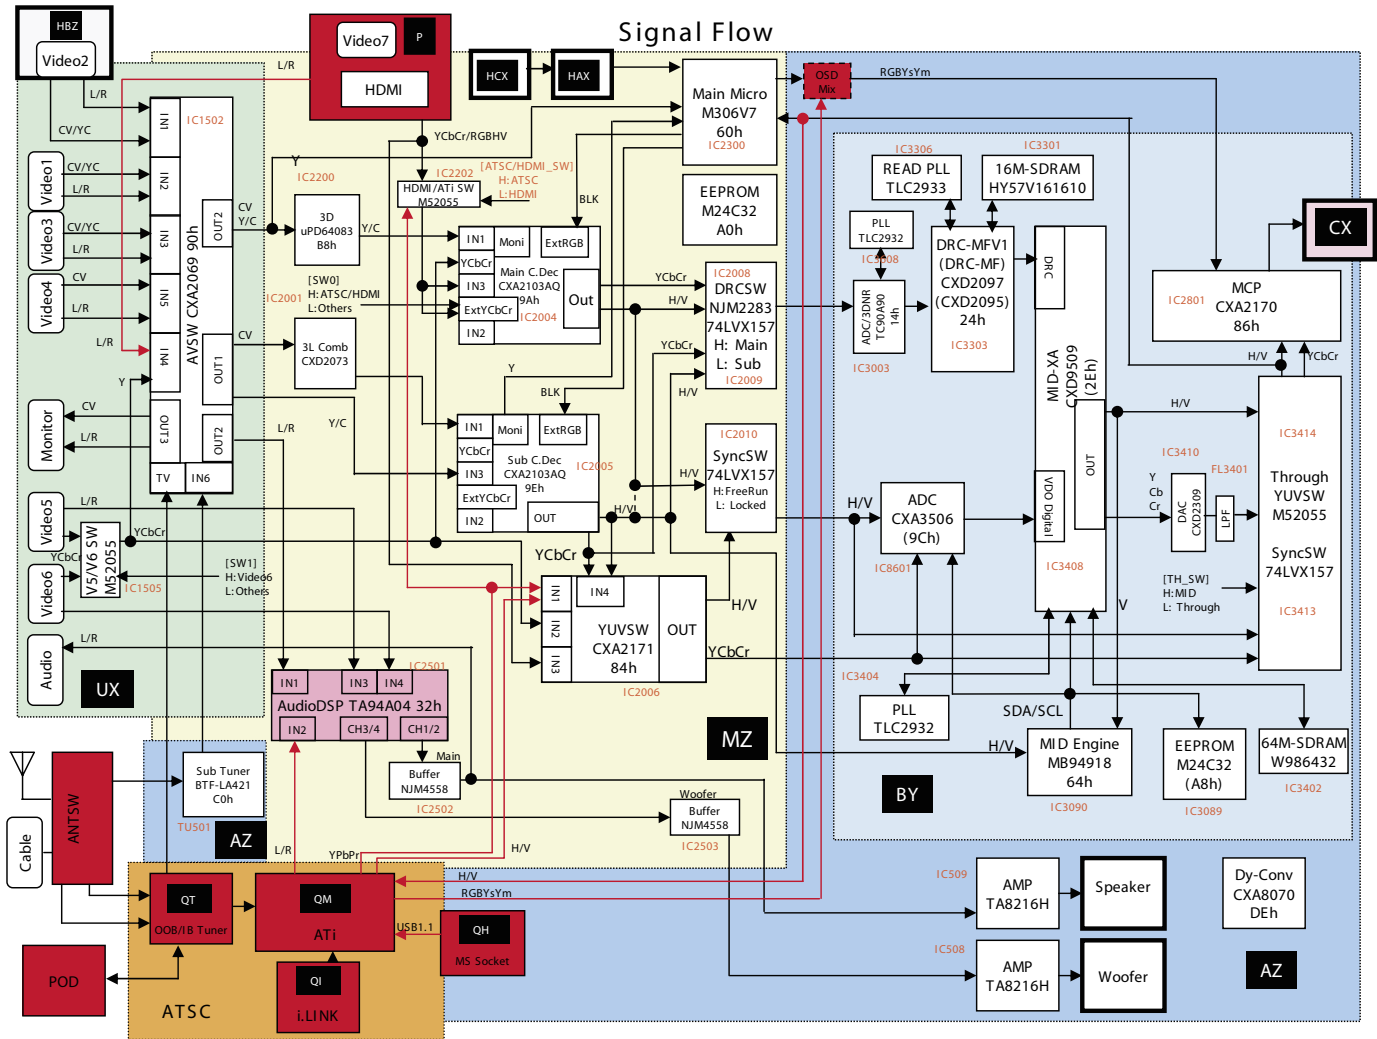 Signal Flow
HBZ
Video2
L/R
CV/YC
Video1
CV/YC
L/R
Video3
CV/YC
L/R
Video4
CV
L/R
L/R
Y
Monitor
CV
L/R
Video5
L/R
YCbCr
Video6
V5/V6 SW
M52055
IC1505
YCbCr
[SW1]
H:Video6
L:Others
Audio
L/R
UX
IC1502
IN1
IN2
IN3
IN5
IN4
OUT3
TV
IN6
OUT2
OUT1
OUT2
AVSW CXA2069 90h
CV
Y/C
CV
L/R
Y/C
L/R
Video7
P
HDMI
YCbCr/RGBHV
Y
IC2200
3D
uPD64083
B8h
Y/C
IC2001
[SW0]
H:ATSC/HDMI
L:Others
3L Comb
CXD2073
IC2202
HDMI/ATi SW
M52055
[ATSC/HDMI_SW]
H:ATSC
L:HDMI
HCX
HAX
BLK
IN1
Moni
ExtRGB
YCbCr
IN3
ExtYCbCr
IN2
Main C.Dec
CXA2103AQ
9Ah
IC2004
Out
Y
BLK
IN1
Moni
ExtRGB
YCbCr
IN3
ExtYCbCr
IN2
Sub C.Dec
CXA2103AQ
9Eh
IC2005
OUT
H/V
YCbCr
Main Micro
M306V7
60h
IC2300
EEPROM
M24C32
A0h
YCbCr
H/V
YCbCr
H/V
IC2008
DRCSW
NJM2283
74LVX157
H: Main
L: Sub
IC2009
IC2010
SyncSW
74LVX157
H:FreeRun
L: Locked
H/V
H/V
IN4
IN1
IN2
IN3
YUVSW
CXA2171
84h
OUT
IC2006
H/V
YCbCr
MZ
IC2501
IN1
IN3
IN4
AudioDSP TA94A04 32h
IN2
CH3/4
CH1/2
Main
Buffer
NJM4558
IC2502
Woofer
Buffer
NJM4558
IC2503
L/R
YPbPr
H/V
H/V
RGBYsYm
USB1.1
Sub Tuner
BTF-LA421
C0h
TU501
AZ
ANTSW
Cable
POD
QT
OOB/IB Tuner
QM
ATi
QH
MS Socket
QI
i.LINK
ATSC
OSD
Mix
RGBYsYm
IC3306
READ PLL
TLC2933
IC3301
16M-SDRAM
HY57V161610
PLL
TLC2932
IC3008
ADC/3DNR
TC90A90
14h
IC3003
DRC-MFV1
(DRC-MF)
CXD2097
(CXD2095)
24h
IC3303
DRC
MID-XA
CXD9509
(2Eh)
OUT
VDO Digital
IC3408
ADC
CXA3506
(9Ch)
IC8601
H/V
Y
Cb
Cr
IC3410
DAC
CXD2309
FL3401
LPF
[TH_SW]
H:MID
L: Through
V
IC2801
MCP
CXA2170
86h
CX
H/V
YCbCr
IC3414
Through
YUVSW
M52055
SyncSW
74LVX157
IC3413
IC3404
PLL
TLC2932
SDA/SCL
H/V
MID Engine
MB94918
64h
IC3090
EEPROM
M24C32
(A8h)
IC3089
64M-SDRAM
W986432
IC3402
BY
IC509
AMP
TA8216H
Speaker
IC508
AMP
TA8216H
Woofer
Dy-Conv
CXA8070
DEh
AZ